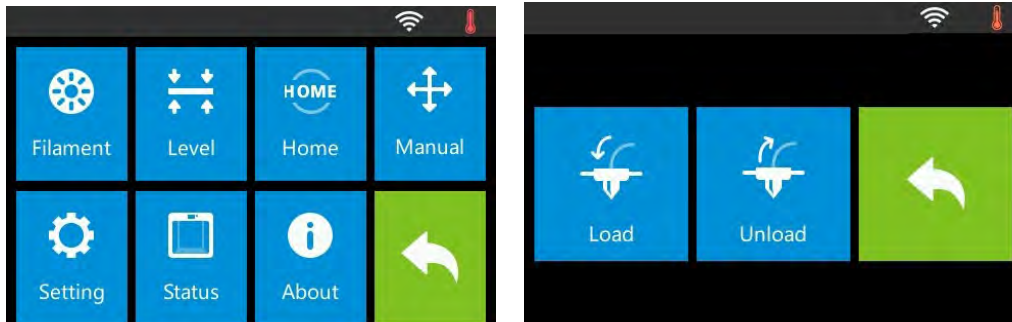 HOME
Filament Level Home Manual
Setting Status About
Load Unload